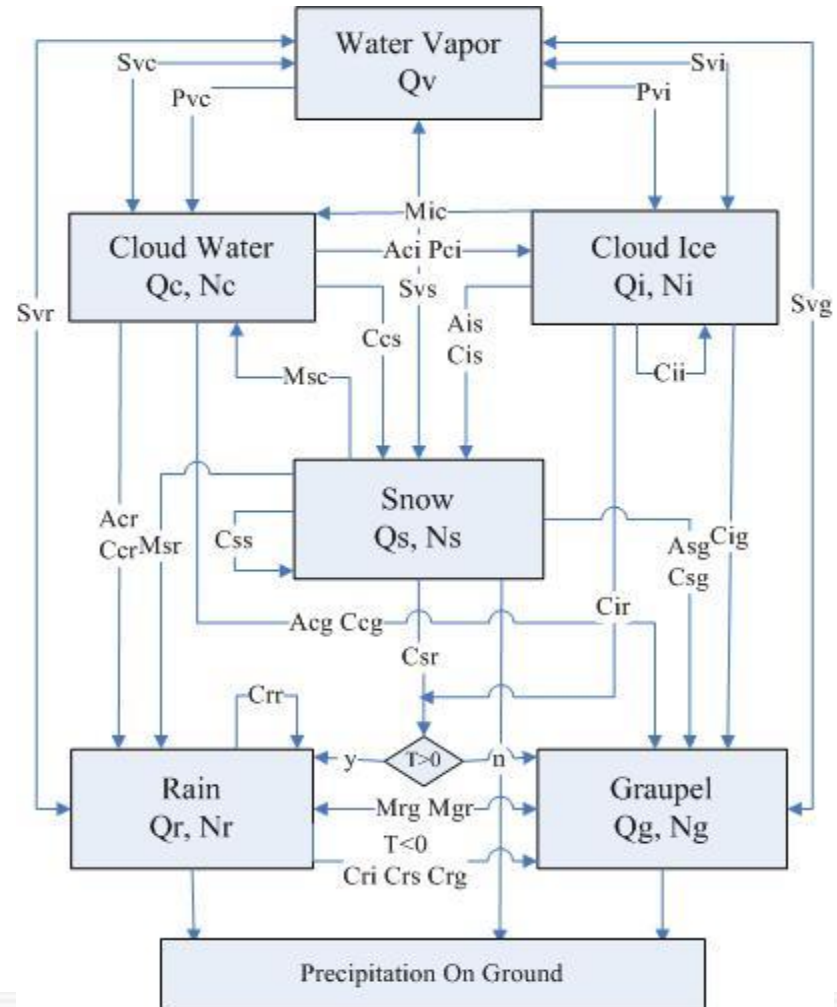 Water Vapor
Qv
Svc
Svi
Pvc
Pvi
Mic
Cloud Water
Qc, Nc
Aci Pci
Cloud Ice
Qi, Ni
Svs
Svr
Svg
Ccs
Ais
Cis
Cii
Msc
Snow
Qs, Ns
Acr
Ccr
Msr
Css
Asg
Csg
Cig
Cir
Acg Ccg
Csr
Crr
y
T>0
n
Rain
Qr, Nr
Mrg Mgr
T<0
Cri Crs Crg
Graupel
Qg, Ng
Precipitation On Ground